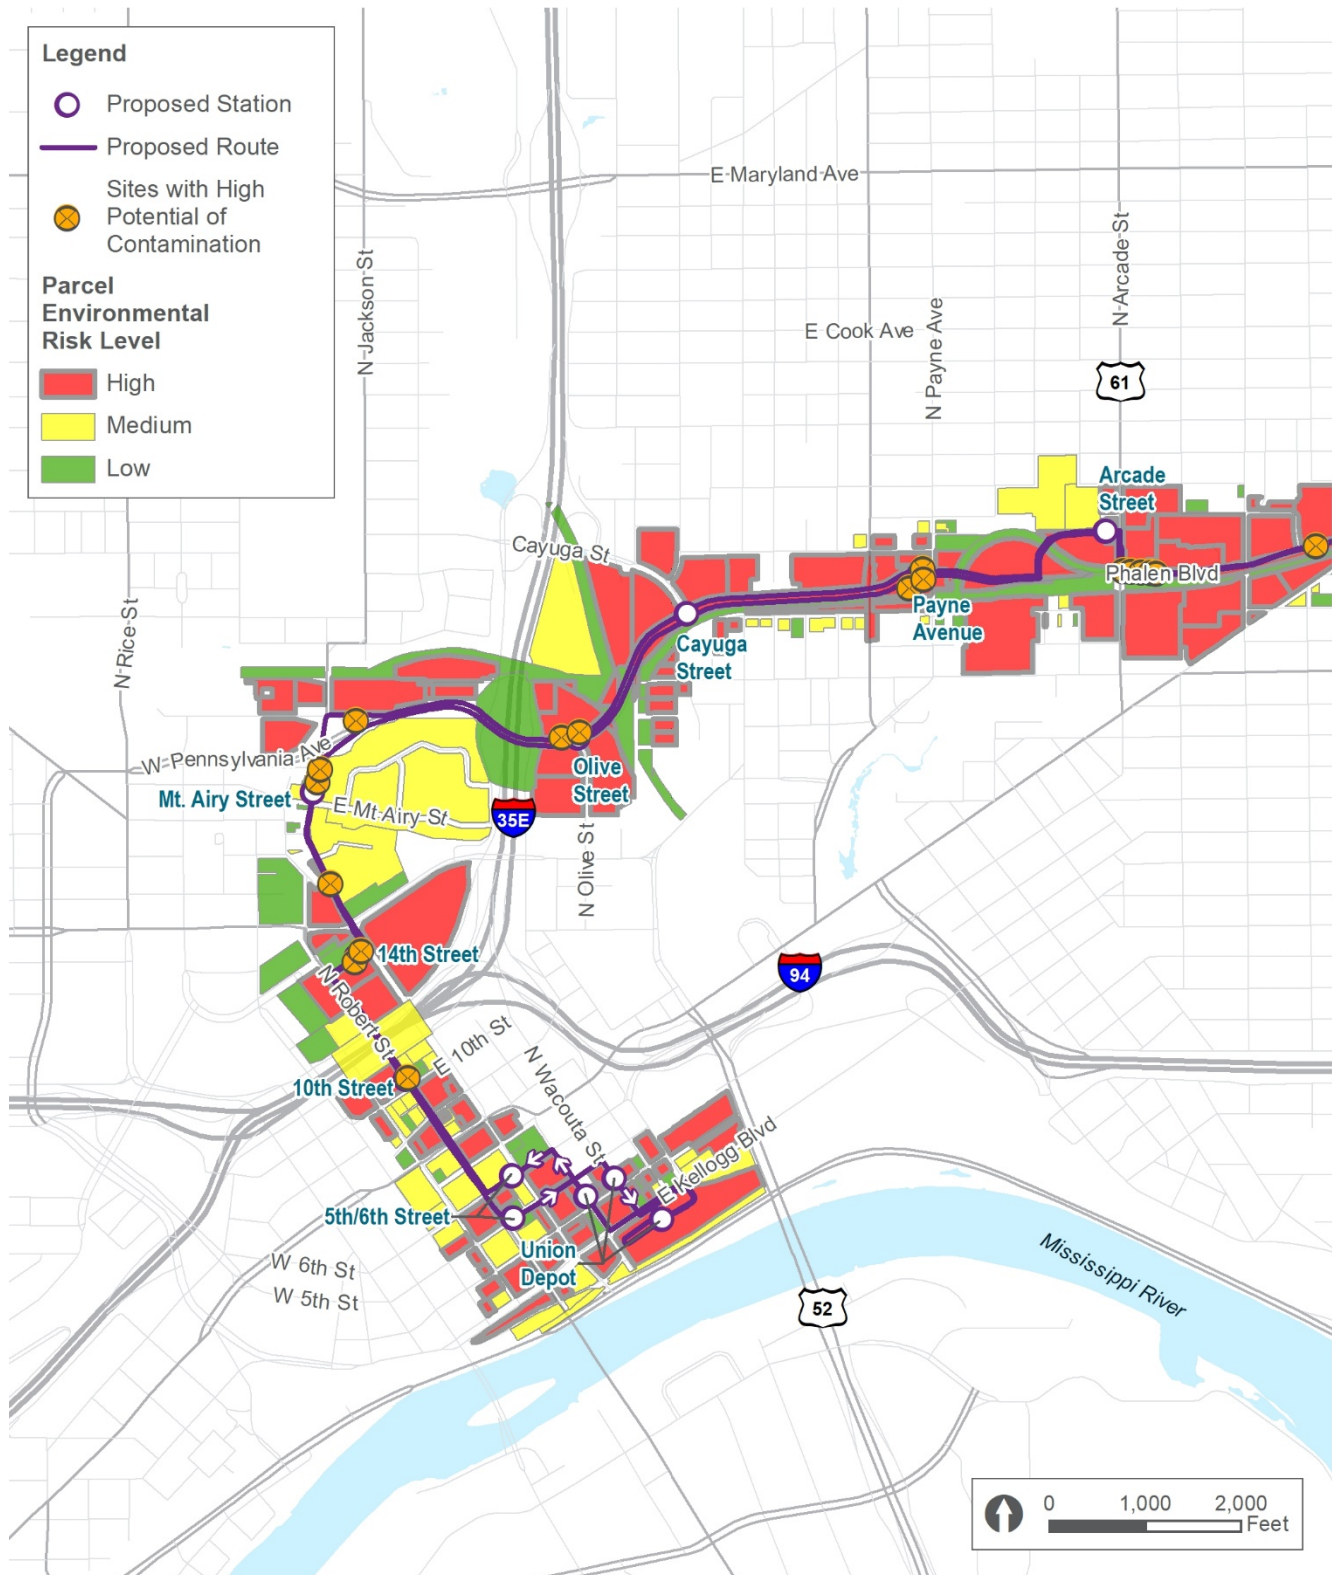 Legend
Proposed Station
Proposed Route
Sites with High
Potential of
Contamination
Parcel
Environmental
Risk Level
High
Medium
Low
E Maryland Ave
N Jackson St
N Arcade St
E Cook Ave
N Payne Ave
61
Arcade
Street
Cayuga St
Phalen Blvd
Payne
Avenue
Cayuga
Street
N Rice St
W Pennsylvania Ave
Olive
Street
Mt. Airy Street
E Mt Airy St
35E
N Olive St
14th Street
94
N Robert St
E 10th St
10th Street
N Wacouta St
E Kellogg Blvd
5th/6th Street
Union
Depot
W 6th St
W 5th St
Mississippi River
52
0 1,000 2,000
Feet